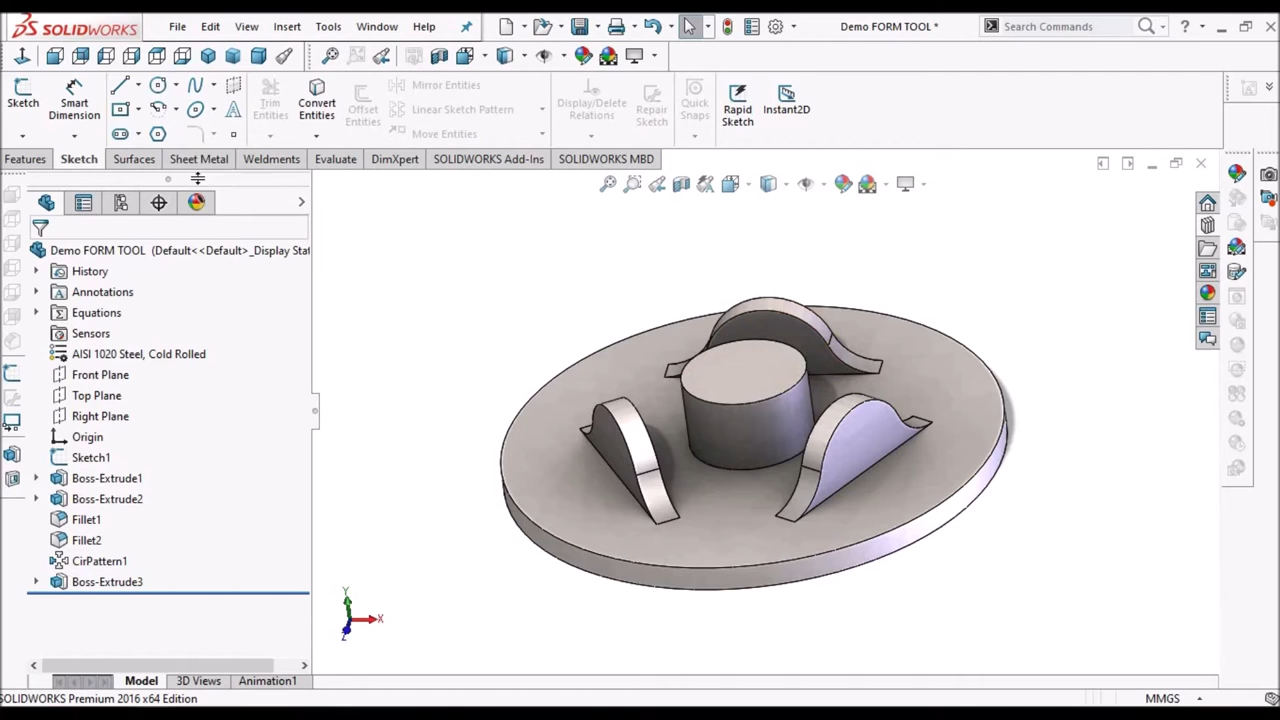 DS SOLIDWORKS File Edit View Insert Tools Window Help Demo FORM TOOL * Search Commands ?
Sketch Smart Dimension Trim Entities Convert Entities Offset Entities Mirror Entities Linear Sketch Pattern Move Entities Display/Delete Relations Repair Sketch Quick Snaps Rapid Sketch Instant2D
Features Sketch Surfaces Sheet Metal Weldments Evaluate DimXpert SOLIDWORKS Add-Ins SOLIDWORKS MBD
Demo FORM TOOL (Default<<Default>_Display Stat
History
Annotations
Equations
Sensors
AISI 1020 Steel, Cold Rolled
Front Plane
Top Plane
Right Plane
Origin
Sketch1
Boss-Extrude1
Boss-Extrude2
Fillet1
Fillet2
CirPattern1
Boss-Extrude3
Y
X
Z
Model 3D Views Animation1
SOLIDWORKS Premium 2016 x64 Edition MMGS